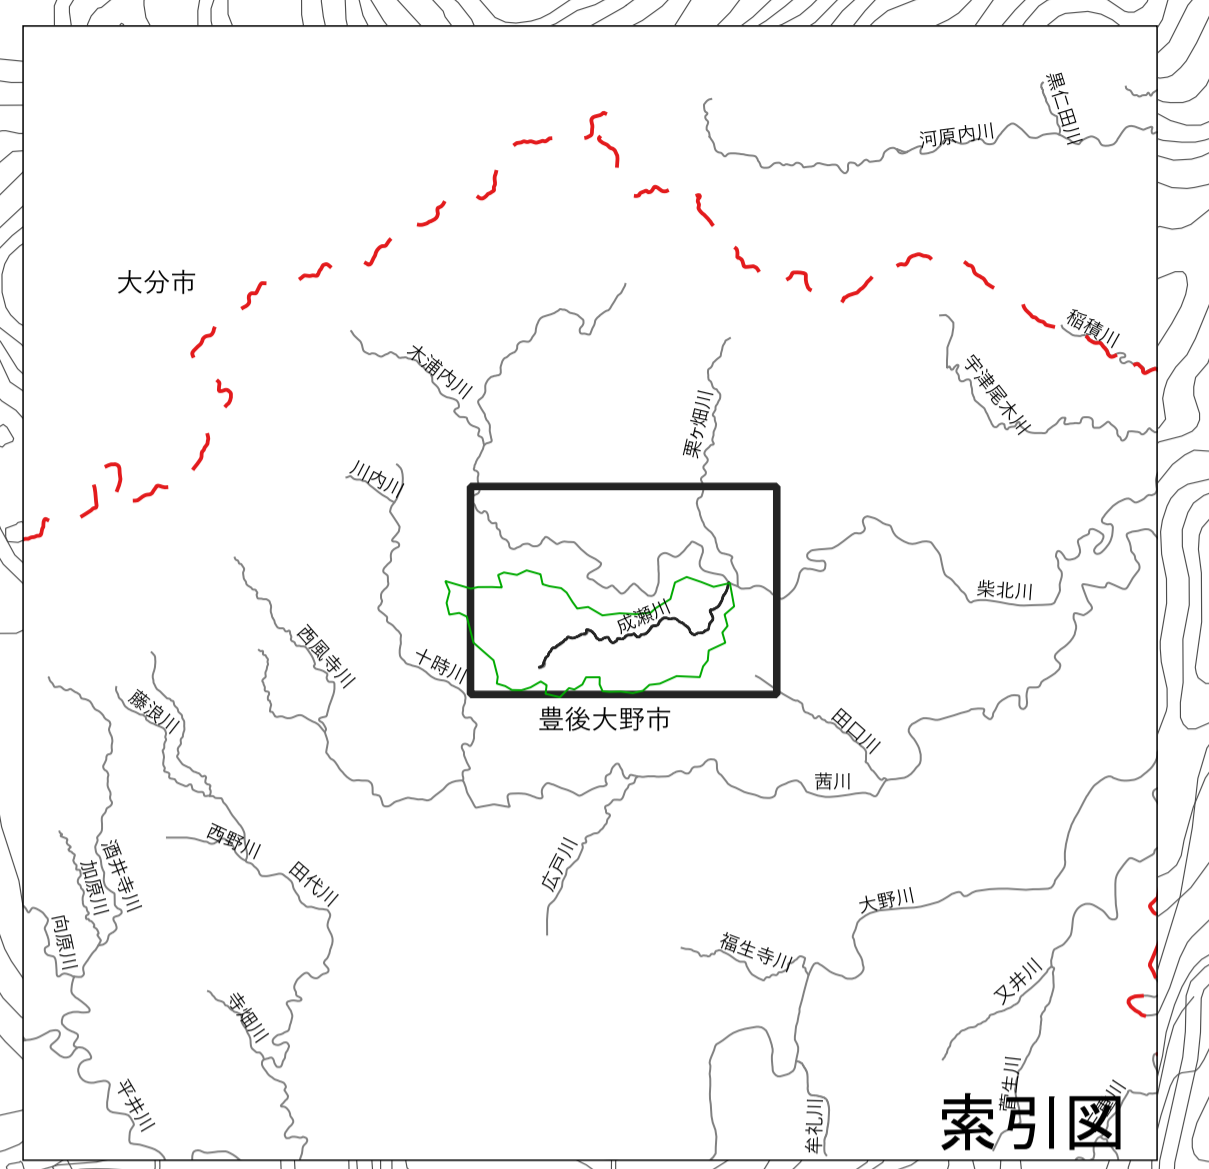 黒仁田川
河原内川
大分市
稲積川
木浦内川
宇津尾木川
栗ヶ畑川
川内川
柴北川
成瀬川
西風寺川
十時川
藤浪川
豊後大野市
田口川
茜川
西野川
酒井寺川
加原川
田代川
広戸川
大野川
向原川
福生寺川
又井川
寺畑川
菅生川
平井川
牟礼川
索引図